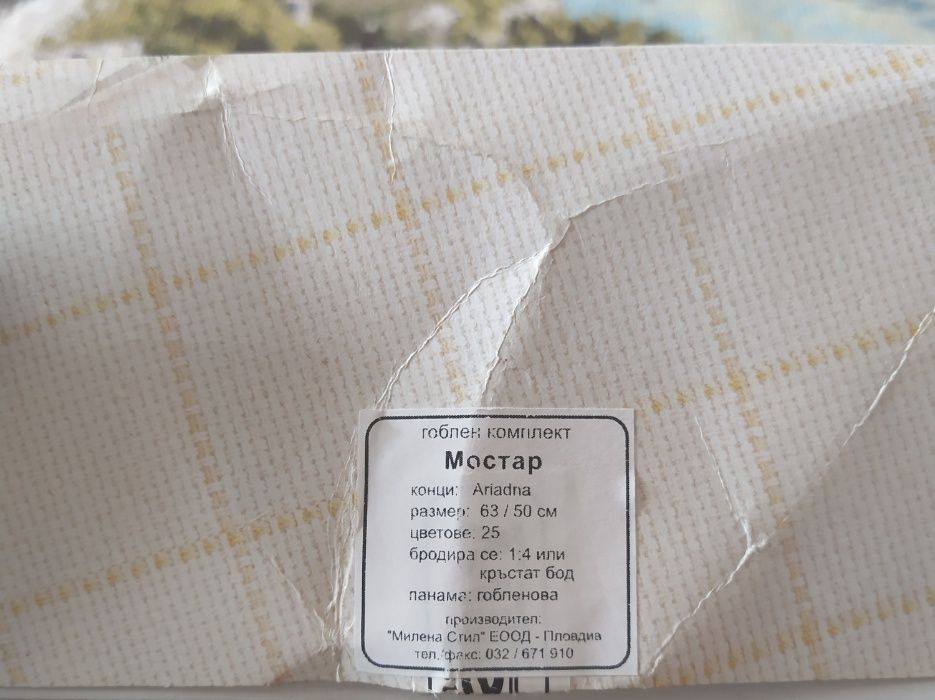 гоблен комплект
Мостар
конци: Ariadna
размер: 63 / 50 см
цветове: 25
бродира се: 1:4 или
кръстат бод
панама: гобленова
производител:
"Милена Стил" ЕООД - Пловдив
тел./факс: 032 / 671 910